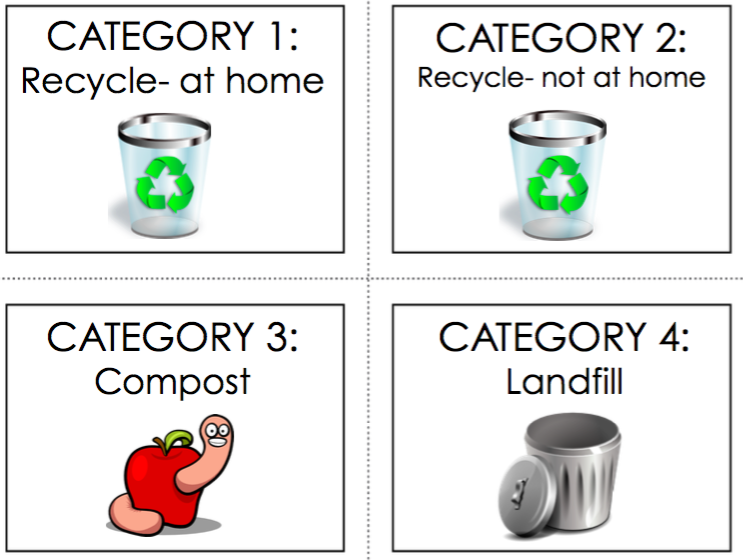 CATEGORY 1:
Recycle- at home
CATEGORY 2:
Recycle- not at home
CATEGORY 3:
Compost
CATEGORY 4:
Landfill